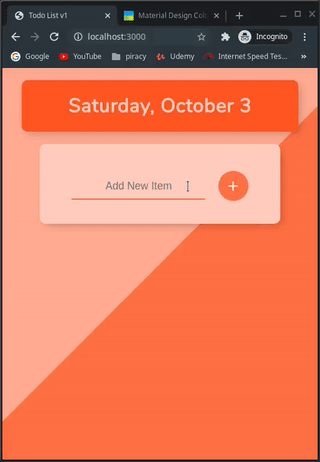 Todo List v1
Material Design Col
localhost:3000
Incognito
Google
YouTube
piracy
Udemy
Internet Speed Tes...
Saturday, October 3
Add New Item